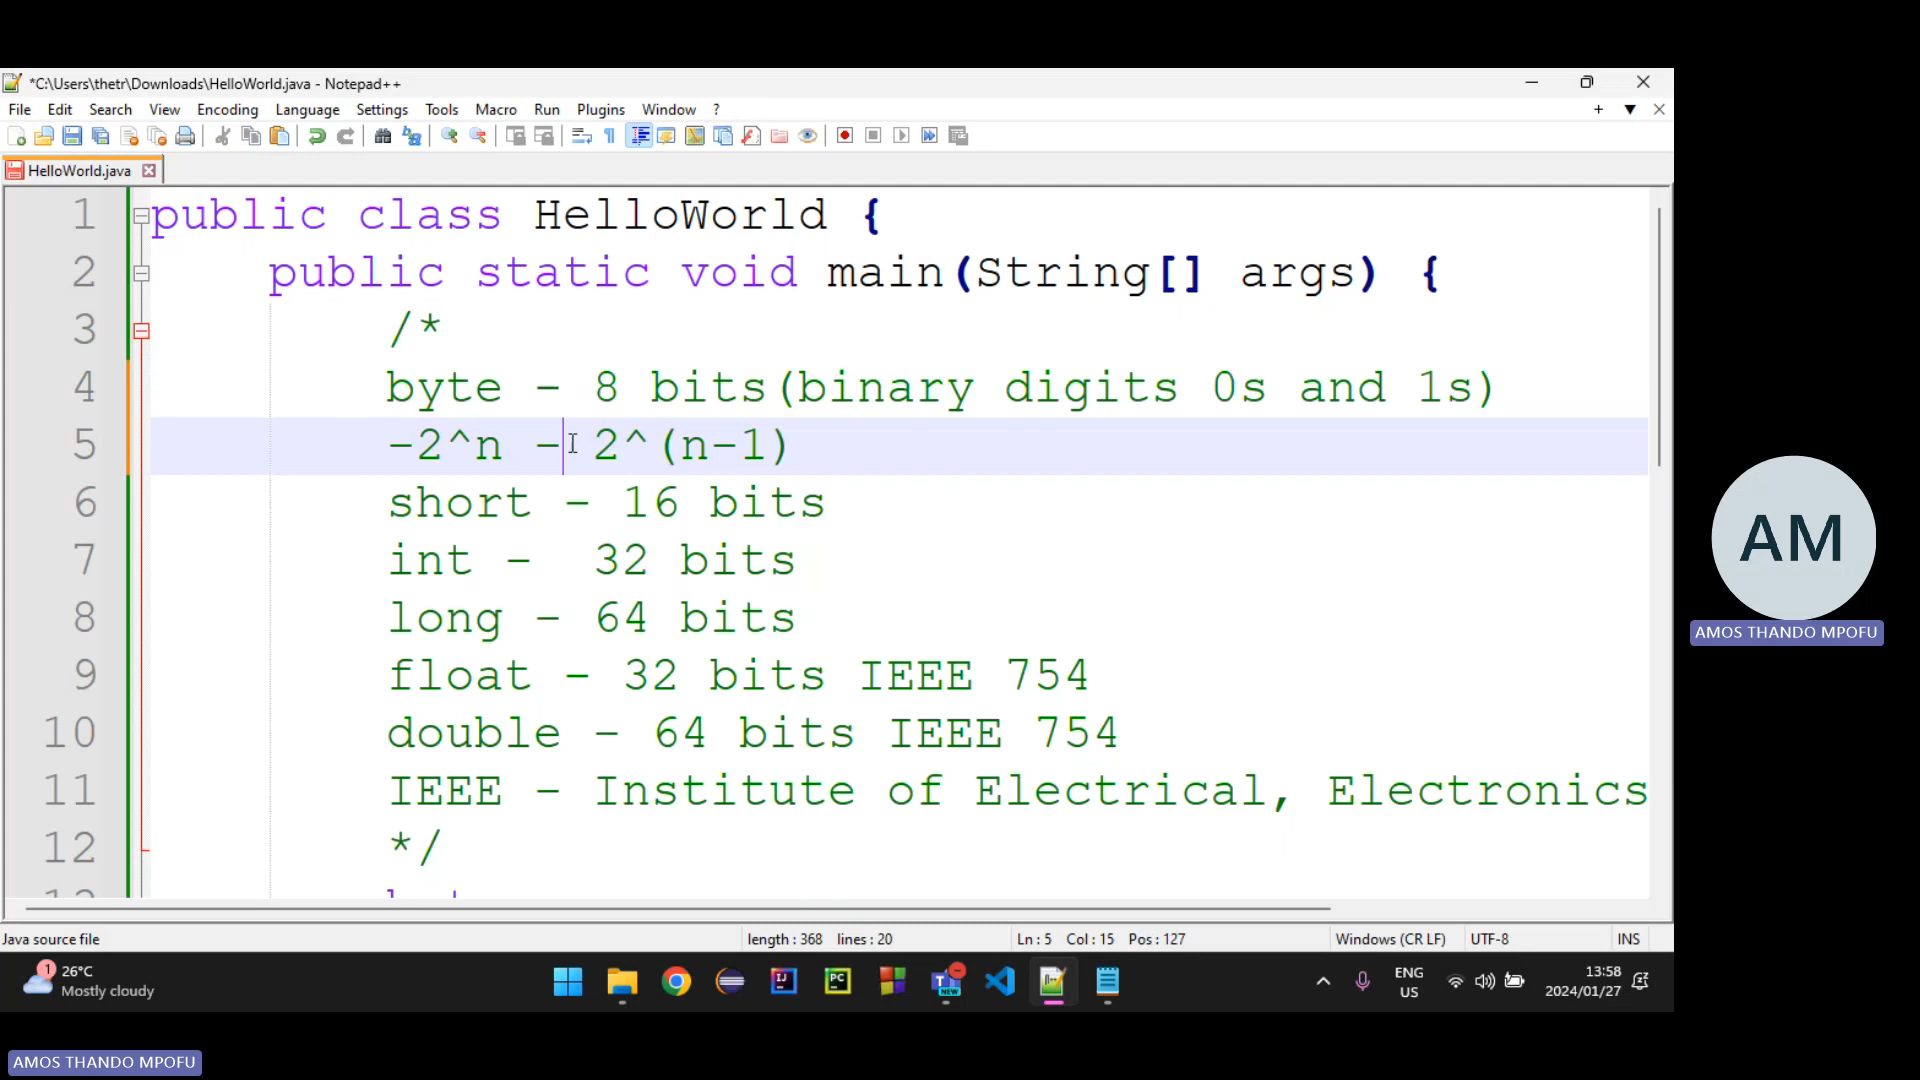 *C:\Users\thetr\Downloads\HelloWorld.java - Notepad++
File Edit Search View Encoding Language Settings Tools Macro Run Plugins Window ?
HelloWorld.java
1 public class HelloWorld {
2 public static void main(String[] args) {
3 /*
4 byte - 8 bits(binary digits 0s and 1s)
5 -2^n - 2^(n-1)
6 short - 16 bits
7 int -  32 bits
8 long - 64 bits
9 float - 32 bits IEEE 754
10 double - 64 bits IEEE 754
11 IEEE - Institute of Electrical, Electronics
12 */
AM
AMOS THANDO MPOFU
Java source file length : 368 lines : 20 Ln : 5 Col : 15 Pos : 127 Windows (CR LF) UTF-8 INS
1 26°C
Mostly cloudy
ENG
US
13:58
2024/01/27
AMOS THANDO MPOFU